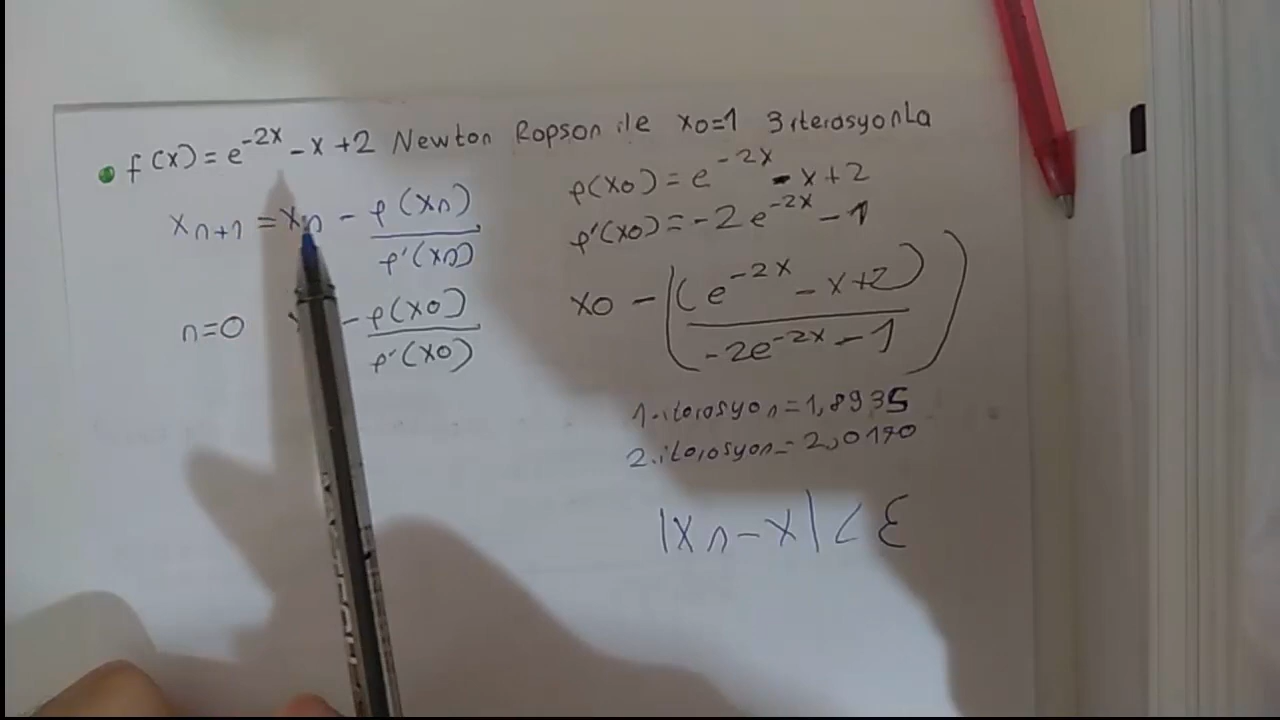 f(x) = e^-2x - x + 2 Newton Ropson ile x0=1 3 iterasyonla
xn+1 = xn - f(xn) / f'(xn)
n=0 - f(x0) / f'(x0)
f(x0) = e^-2x - x + 2
f'(x0) = -2e^-2x - 1
x0 - ((e^-2x - x+2) / -2e^-2x - 1)
1.iterasyon=1,8935
2.iterasyon=2,0170
|xn - x| < ε